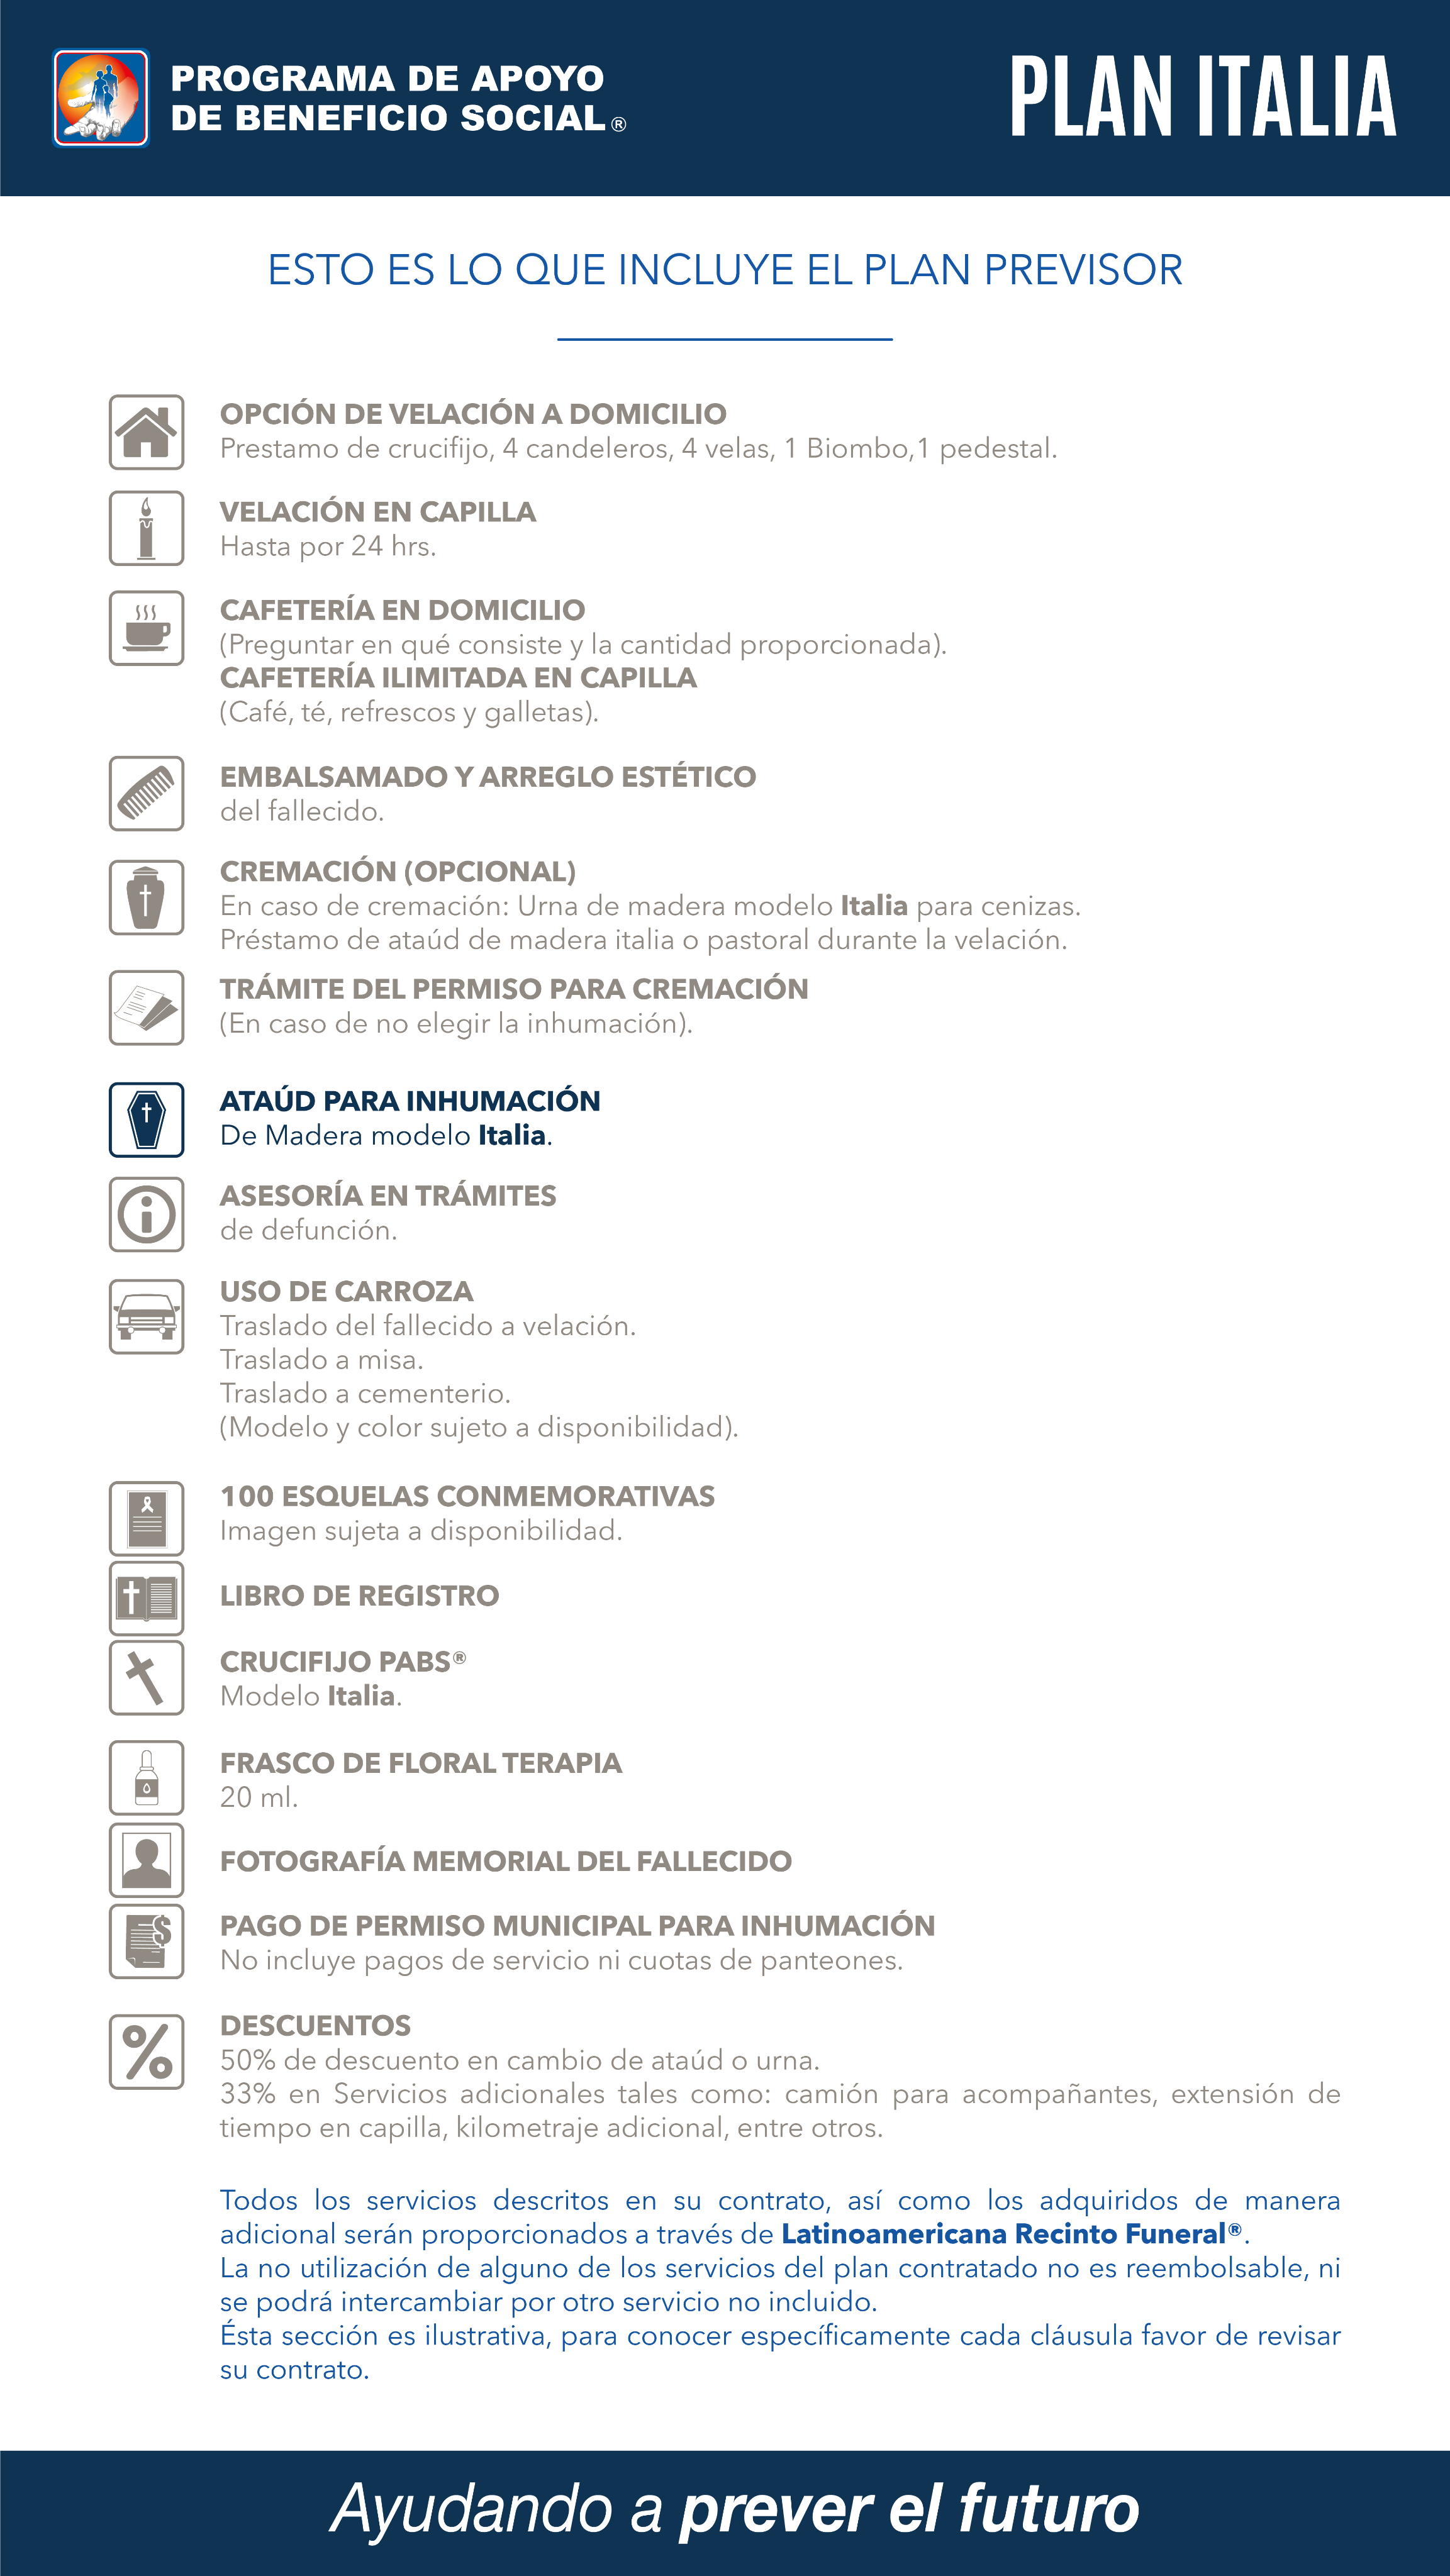 PROGRAMA DE APOYO
DE BENEFICIO SOCIAL®
PLAN ITALIA
ESTO ES LO QUE INCLUYE EL PLAN PREVISOR
OPCIÓN DE VELACIÓN A DOMICILIO
Prestamo de crucifijo, 4 candeleros, 4 velas, 1 Biombo,1 pedestal.
VELACIÓN EN CAPILLA
Hasta por 24 hrs.
CAFETERÍA EN DOMICILIO
(Preguntar en qué consiste y la cantidad proporcionada).
CAFETERÍA ILIMITADA EN CAPILLA
(Café, té, refrescos y galletas).
EMBALSAMADO Y ARREGLO ESTÉTICO
del fallecido.
CREMACIÓN (OPCIONAL)
En caso de cremación: Urna de madera modelo Italia para cenizas.
Préstamo de ataúd de madera italia o pastoral durante la velación.
TRÁMITE DEL PERMISO PARA CREMACIÓN
(En caso de no elegir la inhumación).
ATAÚD PARA INHUMACIÓN
De Madera modelo Italia.
ASESORÍA EN TRÁMITES
de defunción.
USO DE CARROZA
Traslado del fallecido a velación.
Traslado a misa.
Traslado a cementerio.
(Modelo y color sujeto a disponibilidad).
100 ESQUELAS CONMEMORATIVAS
Imagen sujeta a disponibilidad.
LIBRO DE REGISTRO
CRUCIFIJO PABS®
Modelo Italia.
FRASCO DE FLORAL TERAPIA
20 ml.
FOTOGRAFÍA MEMORIAL DEL FALLECIDO
PAGO DE PERMISO MUNICIPAL PARA INHUMACIÓN
No incluye pagos de servicio ni cuotas de panteones.
DESCUENTOS
50% de descuento en cambio de ataúd o urna.
33% en Servicios adicionales tales como: camión para acompañantes, extensión de
tiempo en capilla, kilometraje adicional, entre otros.
Todos los servicios descritos en su contrato, así como los adquiridos de manera
adicional serán proporcionados a través de Latinoamericana Recinto Funeral®.
La no utilización de alguno de los servicios del plan contratado no es reembolsable, ni
se podrá intercambiar por otro servicio no incluido.
Ésta sección es ilustrativa, para conocer específicamente cada cláusula favor de revisar
su contrato.
Ayudando a prever el futuro